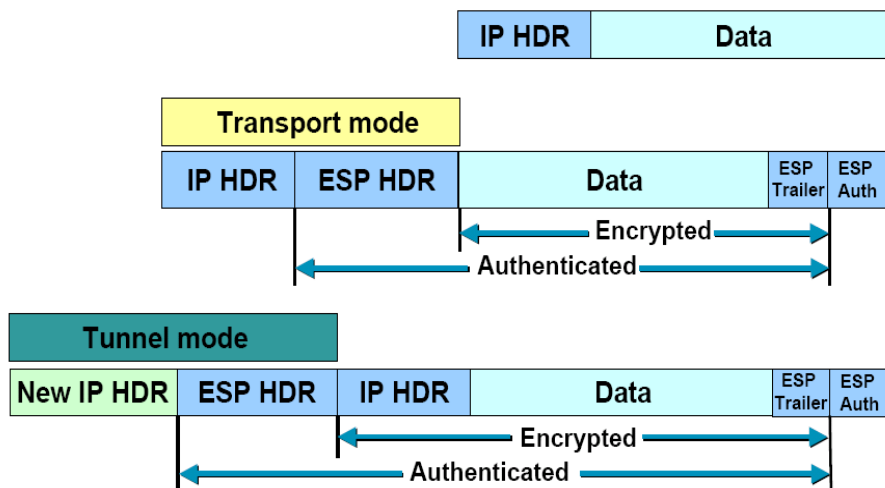 IP HDR Data
Transport mode
IP HDR ESP HDR Data ESP Trailer ESP Auth
Encrypted
Authenticated
Tunnel mode
New IP HDR ESP HDR IP HDR Data ESP Trailer ESP Auth
Encrypted
Authenticated